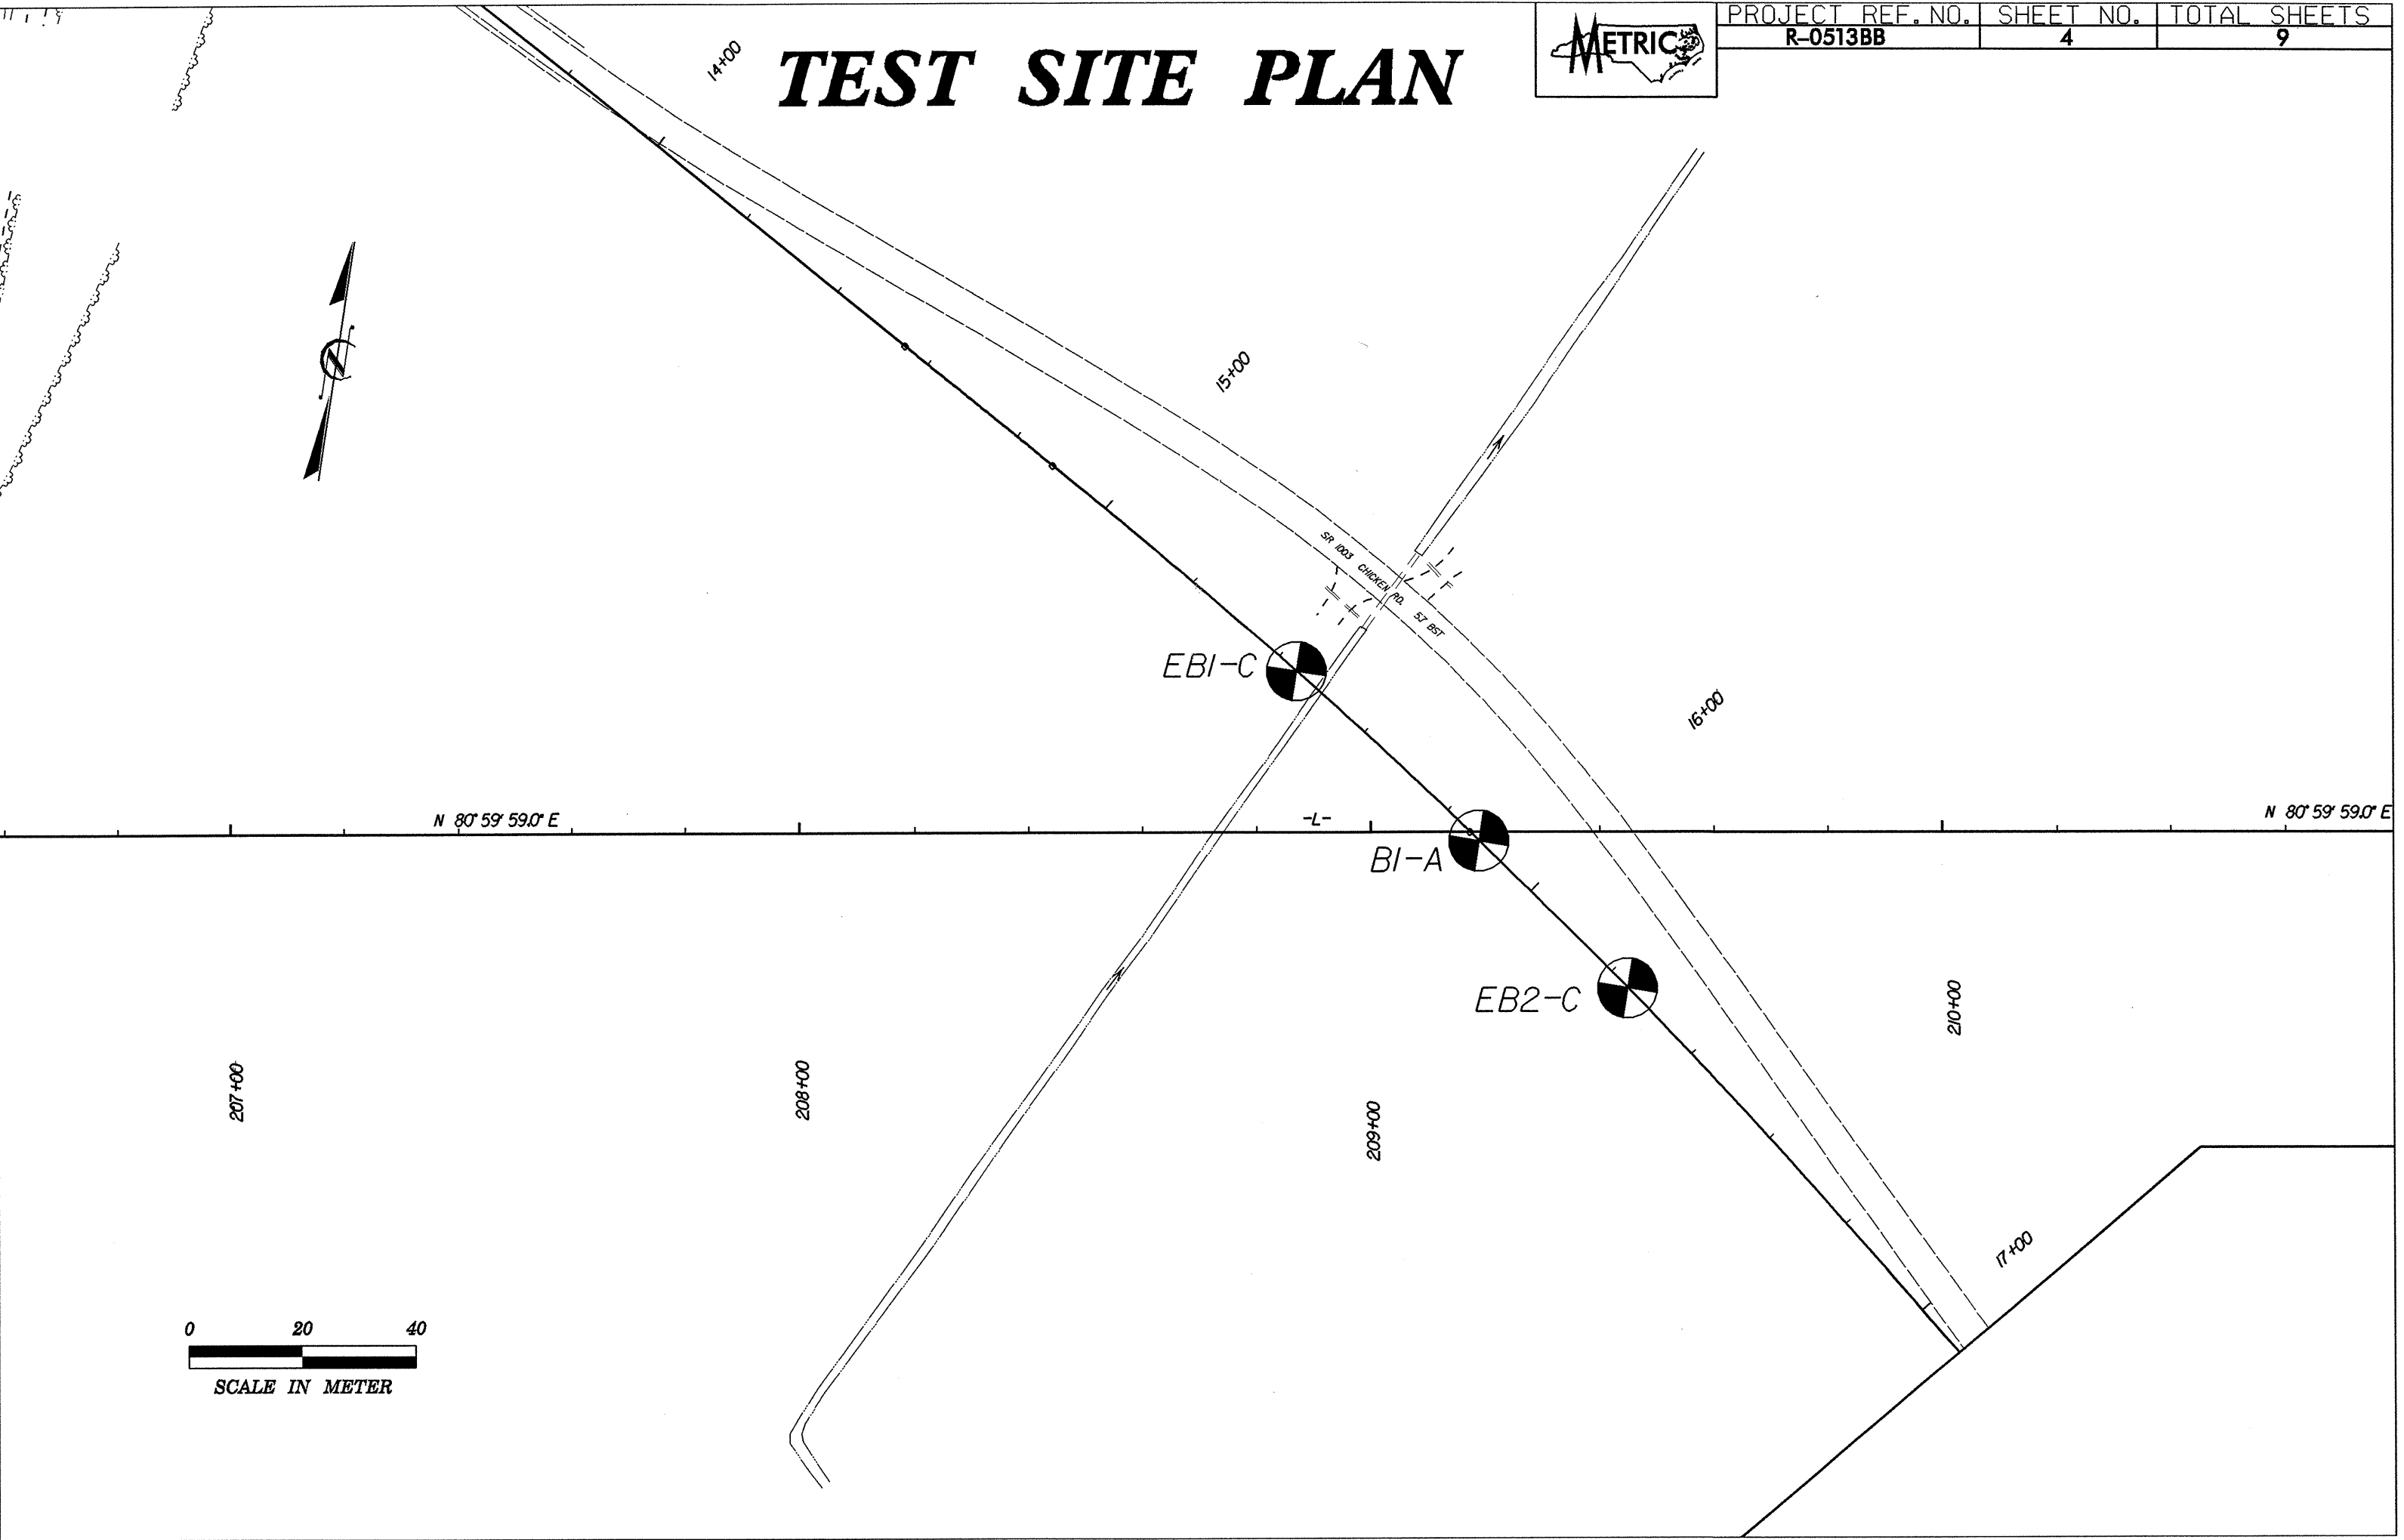 PROJECT REF. NO. SHEET NO. TOTAL SHEETS
R-0513BB 4 9
METRIC
TEST SITE PLAN
14+00
N
15+00
SR 1003 CHICKEN RD. 5.7 BST
F
EB1-C
16+00
N 80° 59' 59.0" E
-L-
N 80° 59' 59.0" E
B1-A
EB2-C
210+00
207+00
208+00
209+00
17+00
0 20 40
SCALE IN METER